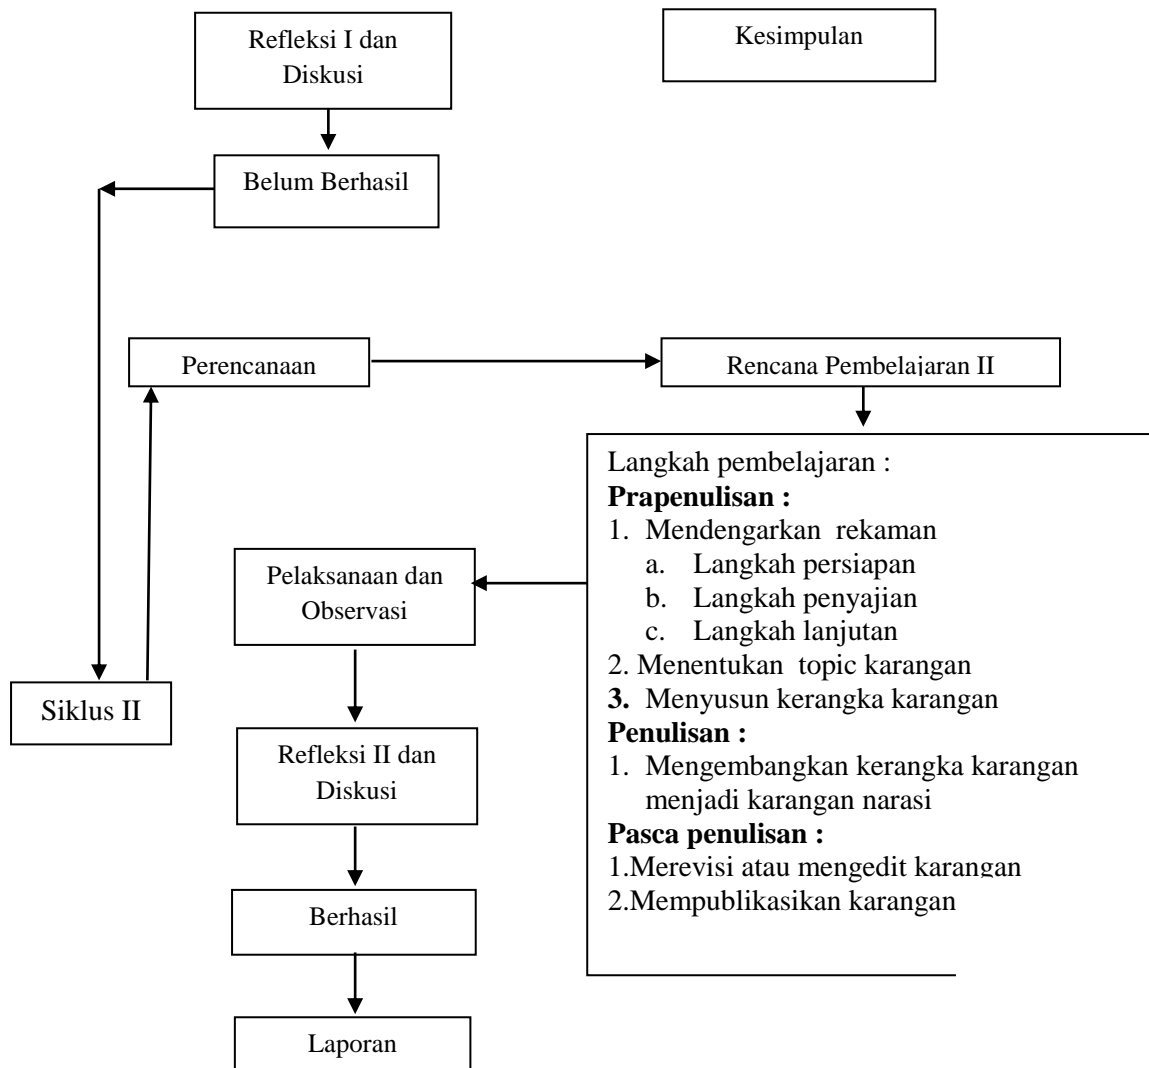 Refleksi I dan
Diskusi
Kesimpulan
Belum Berhasil
Perencanaan
Rencana Pembelajaran II
Langkah pembelajaran :
Prapenulisan :
1. Mendengarkan rekaman
a. Langkah persiapan
b. Langkah penyajian
c. Langkah lanjutan
2. Menentukan topic karangan
3. Menyusun kerangka karangan
Penulisan :
1. Mengembangkan kerangka karangan
menjadi karangan narasi
Pasca penulisan :
1.Merevisi atau mengedit karangan
2.Mempublikasikan karangan
Pelaksanaan dan
Observasi
Siklus II
Refleksi II dan
Diskusi
Berhasil
Laporan